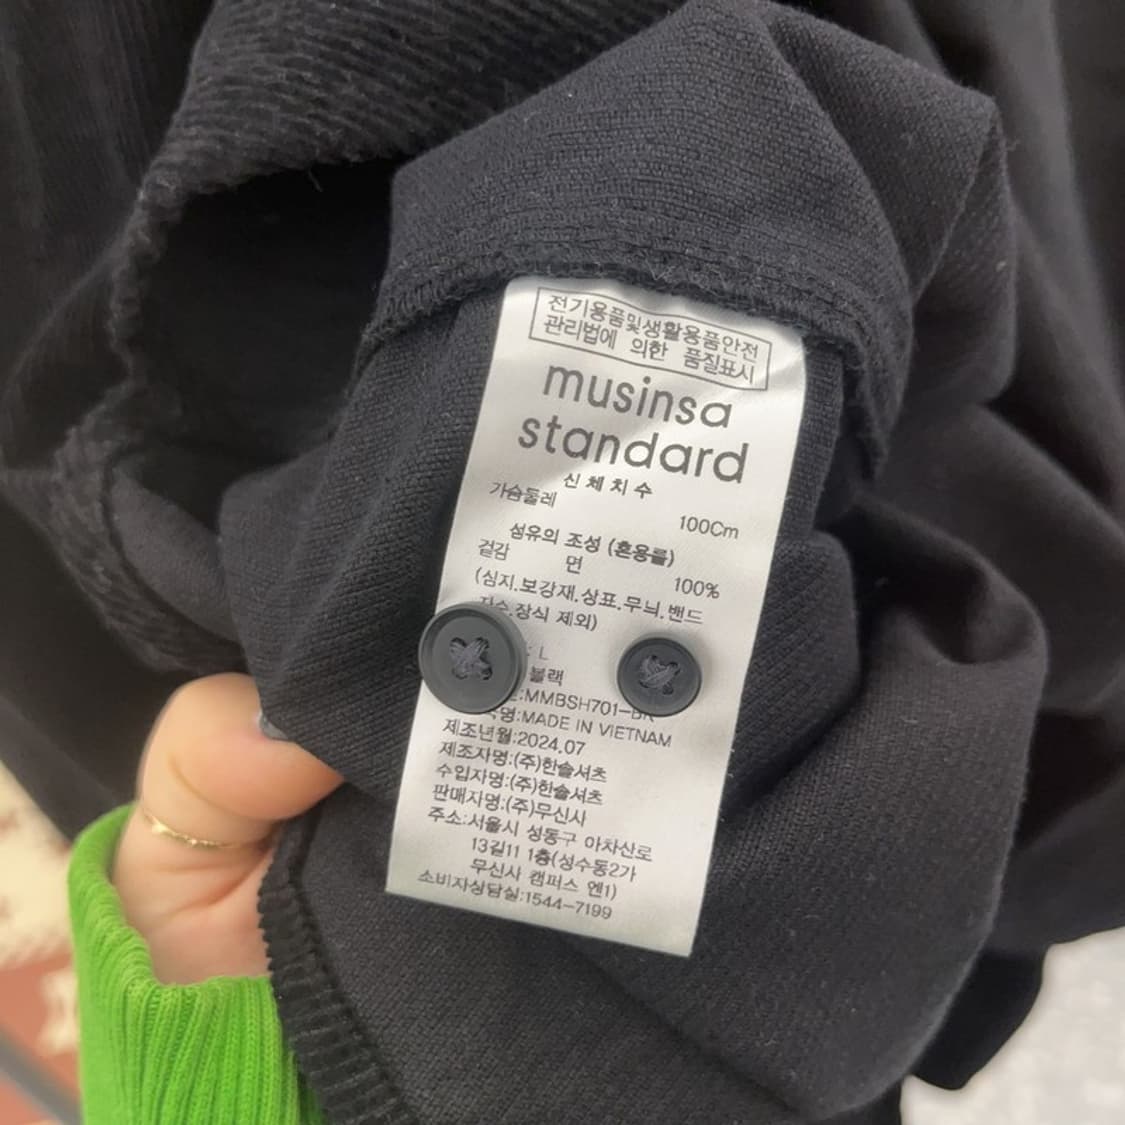 전기용품및생활용품안전
관리법에 의한 품질표시
musinsa
standard
신체치수
가슴둘레 100Cm
섬유의 조성 (혼용률)
겉감 면 100%
(심지.보강재.상표.무늬.밴드
자수.장식 제외)
: L
블랙
:MMBSH701-BK
명:MADE IN VIETNAM
제조년월:2024.07
제조자명:(주)한솔셔츠
수입자명:(주)한솔셔츠
판매자명:(주)무신사
주소:서울시 성동구 아차산로
13길11 1층(성수동2가
무신사 캠퍼스 엔1)
소비자상담실:1544-7199